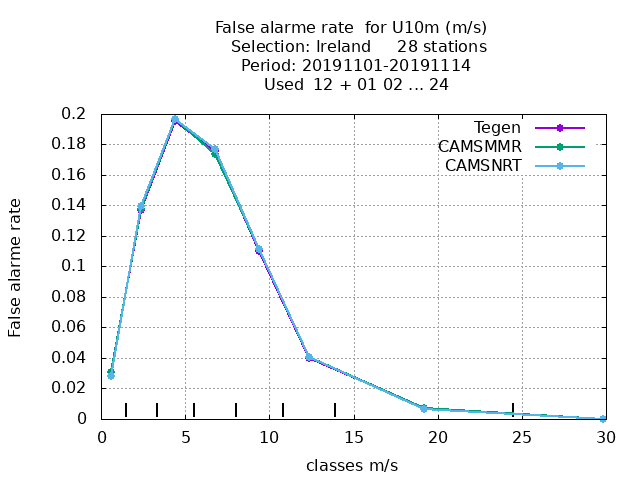 False alarme rate  for U10m (m/s)
Selection: Ireland     28 stations
Period: 20191101-20191114
Used  12 + 01 02 ... 24
Tegen
CAMSMMR
CAMSNRT
False alarme rate
0.2
0.18
0.16
0.14
0.12
0.1
0.08
0.06
0.04
0.02
0
0 5 10 15 20 25 30
classes m/s